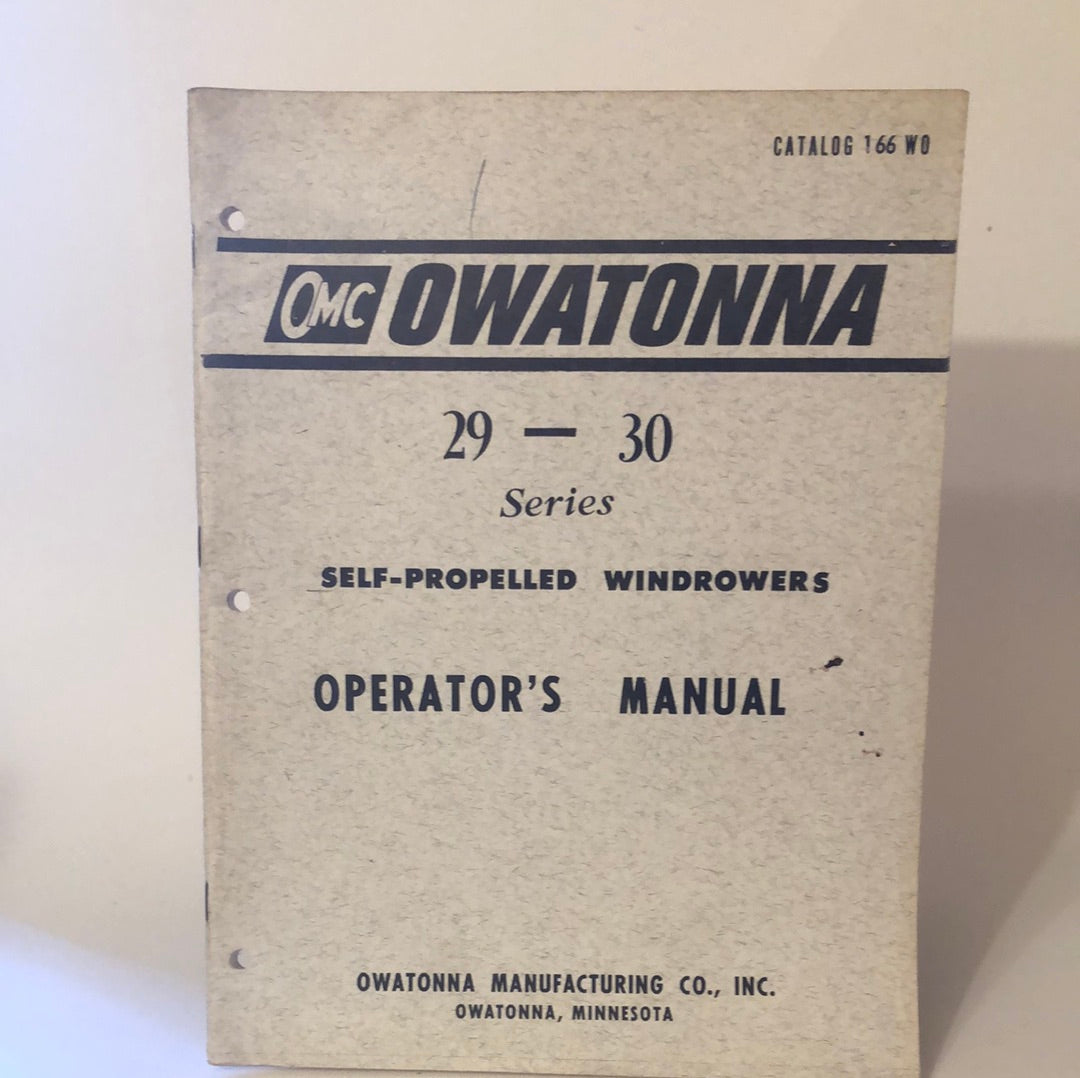 CATALOG 166 WO
OMC OWATONNA
29 — 30
Series
SELF-PROPELLED WINDROWERS
OPERATOR'S MANUAL
OWATONNA MANUFACTURING CO., INC.
OWATONNA, MINNESOTA